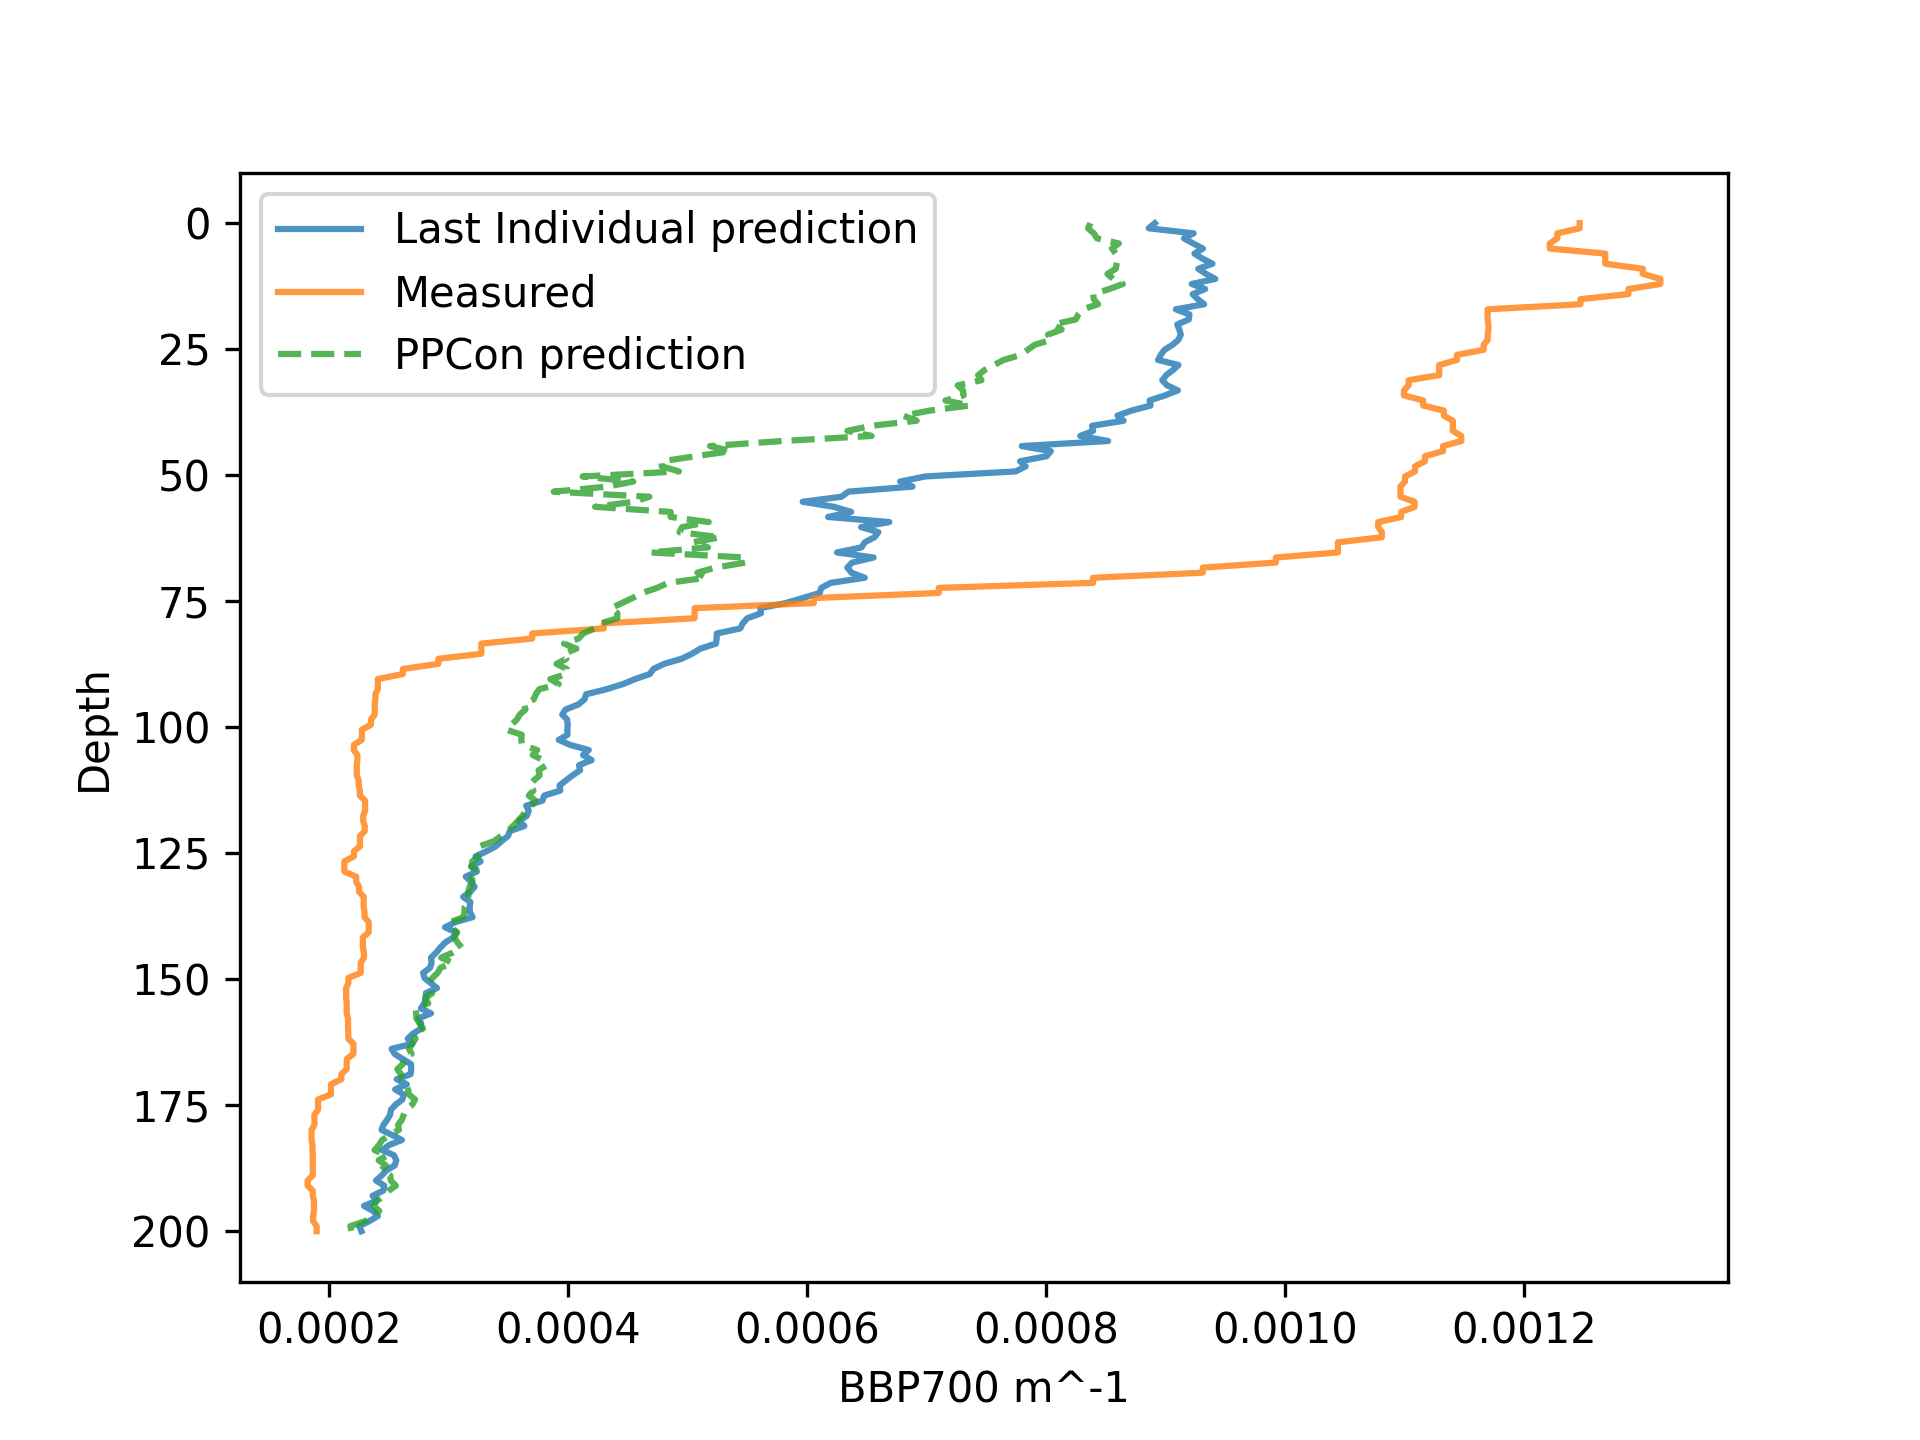 Last Individual prediction
Measured
PPCon prediction
0
25
50
75
100
125
150
175
200
Depth
0.0002 0.0004 0.0006 0.0008 0.0010 0.0012
BBP700 m^-1